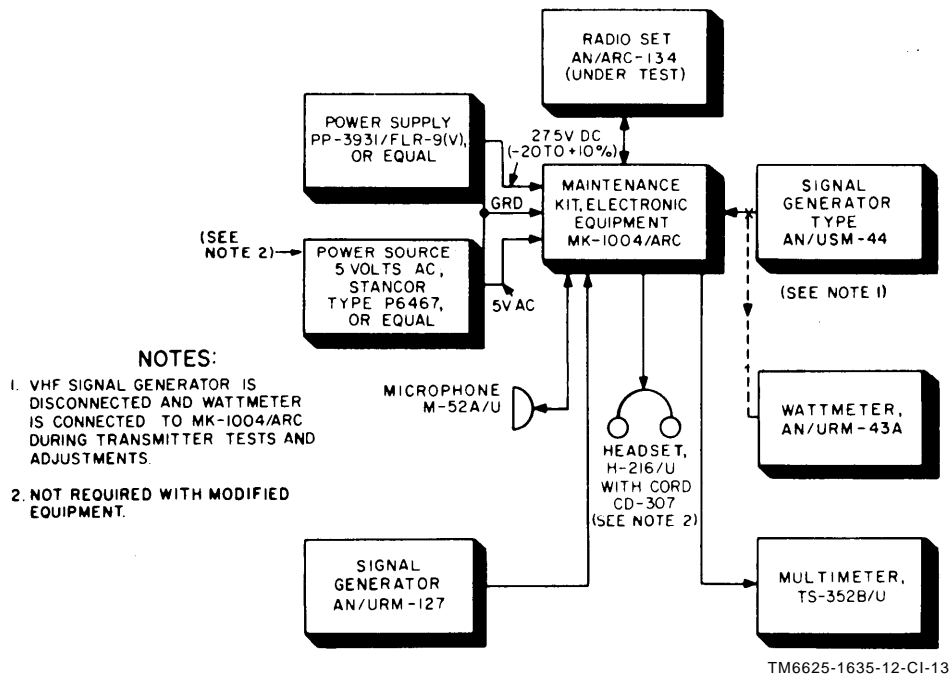 RADIO SET
AN/ARC-134
(UNDER TEST)
POWER SUPPLY
PP-3931/FLR-9(V),
OR EQUAL
275V DC
(-20 TO +10%)
GRD
MAINTENANCE
KIT, ELECTRONIC
EQUIPMENT
MK-1004/ARC
SIGNAL
GENERATOR
TYPE
AN/USM-44
(SEE NOTE 1)
(SEE
NOTE 2)
POWER SOURCE
5 VOLTS AC,
STANCOR
TYPE P6467,
OR EQUAL
5V AC
NOTES:
1. VHF SIGNAL GENERATOR IS
DISCONNECTED AND WATTMETER
IS CONNECTED TO MK-1004/ARC
DURING TRANSMITTER TESTS AND
ADJUSTMENTS.
2. NOT REQUIRED WITH MODIFIED
EQUIPMENT.
MICROPHONE
M-52A/U
HEADSET,
H-216/U
WITH CORD
CD-307
(SEE NOTE 2)
WATTMETER,
AN/URM-43A
SIGNAL
GENERATOR
AN/URM-127
MULTIMETER,
TS-352B/U
TM6625-1635-12-CI-13